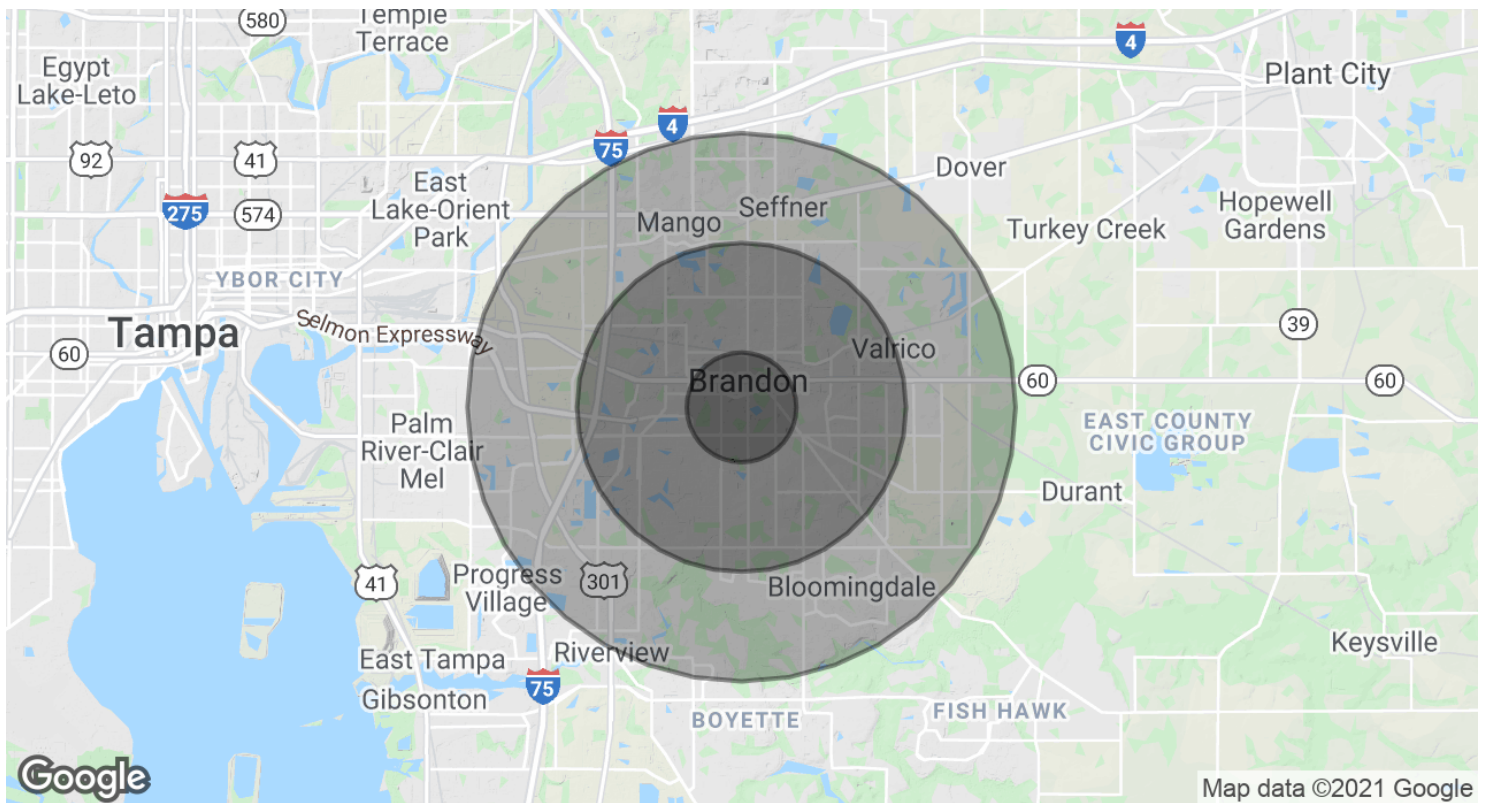 580
Temple
Terrace
4
Egypt
Lake-Leto
Plant City
4
75
92
41
Dover
East
Lake-Orient
Park
275
574
Mango
Seffner
Hopewell
Gardens
Turkey Creek
YBOR CITY
Selmon Expressway
Tampa
39
60
Valrico
Brandon
60
60
Palm
River-Clair
Mel
EAST COUNTY
CIVIC GROUP
Durant
41
Progress
Village
301
Bloomingdale
Riverview
Keysville
East Tampa
75
Gibsonton
BOYETTE
FISH HAWK
Google
Map data ©2021 Google